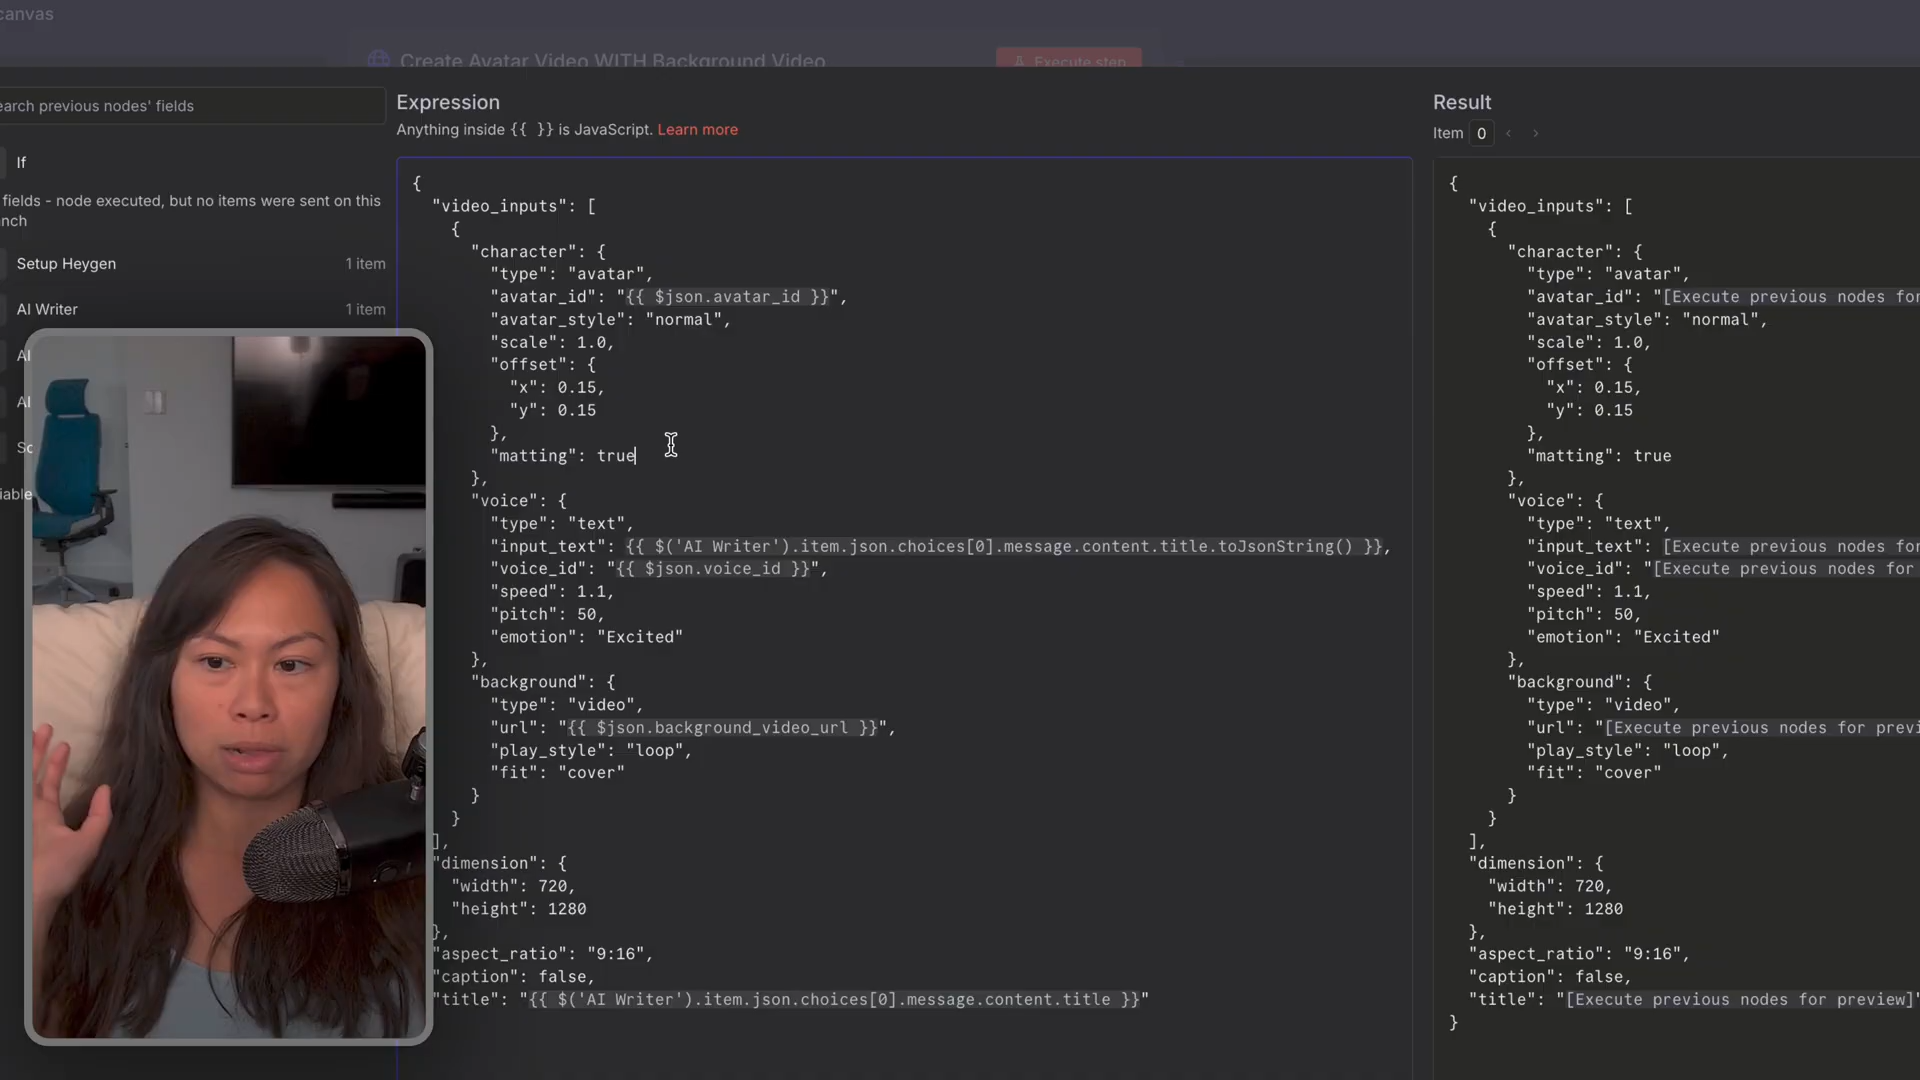 canvas
Create Avatar Video WITH Background Video
Execute step
earch previous nodes' fields
If
fields - node executed, but no items were sent on this
nch
Setup Heygen 1 item
AI Writer 1 item
AI
AI
Sc
iable
Expression
Anything inside {{ }} is JavaScript. Learn more
{
"video_inputs": [
{
"character": {
"type": "avatar",
"avatar_id": "{{ $json.avatar_id }}",
"avatar_style": "normal",
"scale": 1.0,
"offset": {
"x": 0.15,
"y": 0.15
},
"matting": true
},
"voice": {
"type": "text",
"input_text": {{ $('AI Writer').item.json.choices[0].message.content.title.toJsonString() }},
"voice_id": "{{ $json.voice_id }}",
"speed": 1.1,
"pitch": 50,
"emotion": "Excited"
},
"background": {
"type": "video",
"url": "{{ $json.background_video_url }}",
"play_style": "loop",
"fit": "cover"
}
}
],
"dimension": {
"width": 720,
"height": 1280
},
"aspect_ratio": "9:16",
"caption": false,
"title": "{{ $('AI Writer').item.json.choices[0].message.content.title }}"
Result
Item 0
{
"video_inputs": [
{
"character": {
"type": "avatar",
"avatar_id": "[Execute previous nodes for
"avatar_style": "normal",
"scale": 1.0,
"offset": {
"x": 0.15,
"y": 0.15
},
"matting": true
},
"voice": {
"type": "text",
"input_text": [Execute previous nodes for
"voice_id": "[Execute previous nodes for
"speed": 1.1,
"pitch": 50,
"emotion": "Excited"
},
"background": {
"type": "video",
"url": "[Execute previous nodes for previ
"play_style": "loop",
"fit": "cover"
}
}
],
"dimension": {
"width": 720,
"height": 1280
},
"aspect_ratio": "9:16",
"caption": false,
"title": "[Execute previous nodes for preview]"
}